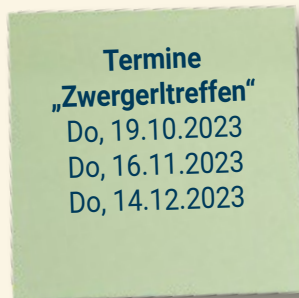 Termine
„Zwergerltreffen“
Do, 19.10.2023
Do, 16.11.2023
Do, 14.12.2023